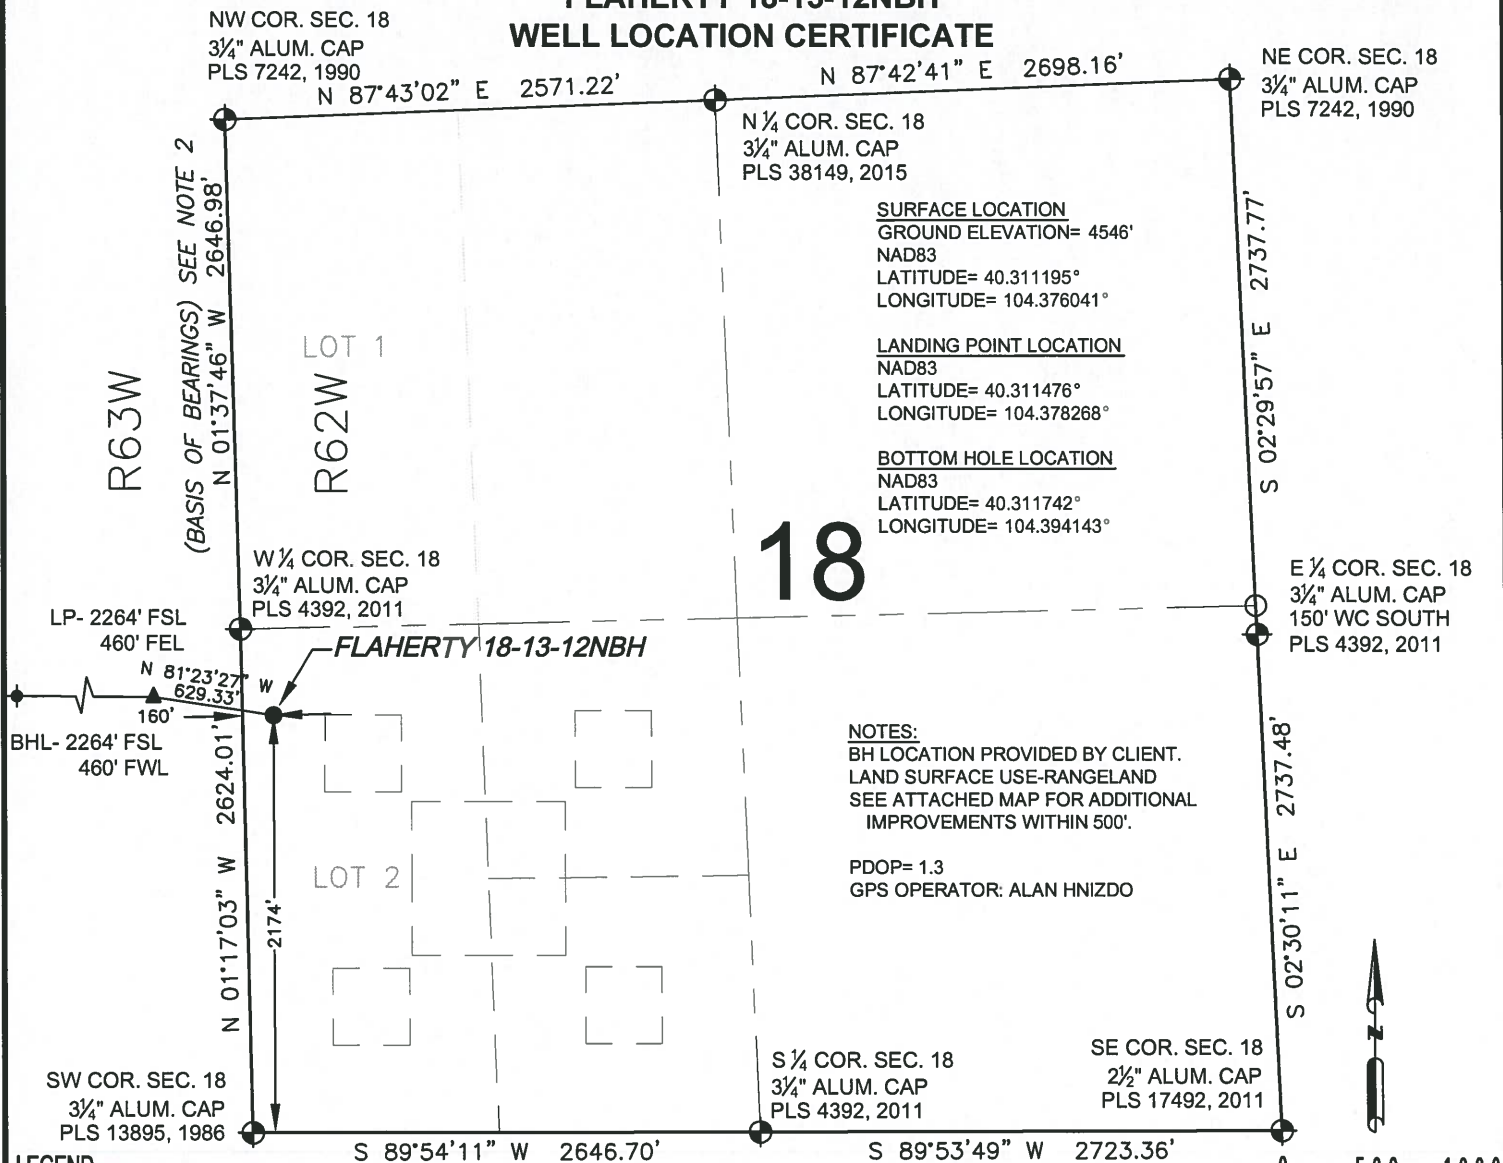 FLAHERTY 18-13-12NBH
WELL LOCATION CERTIFICATE
NW COR. SEC. 18
3¼" ALUM. CAP
PLS 7242, 1990
N 87°43'02" E 2571.22'
N 87°42'41" E 2698.16'
NE COR. SEC. 18
3¼" ALUM. CAP
PLS 7242, 1990
N ¼ COR. SEC. 18
3¼" ALUM. CAP
PLS 38149, 2015
(BASIS OF BEARINGS) SEE NOTE 2
N 01°37'46" W 2646.98'
R63W
R62W
LOT 1
SURFACE LOCATION
GROUND ELEVATION= 4546'
NAD83
LATITUDE= 40.311195°
LONGITUDE= 104.376041°
LANDING POINT LOCATION
NAD83
LATITUDE= 40.311476°
LONGITUDE= 104.378268°
BOTTOM HOLE LOCATION
NAD83
LATITUDE= 40.311742°
LONGITUDE= 104.394143°
S 02°29'57" E 2737.77'
18
W ¼ COR. SEC. 18
3¼" ALUM. CAP
PLS 4392, 2011
E ¼ COR. SEC. 18
3¼" ALUM. CAP
150' WC SOUTH
PLS 4392, 2011
LP- 2264' FSL
460' FEL
FLAHERTY 18-13-12NBH
N 81°23'27" W
629.33'
160'
BHL- 2264' FSL
460' FWL
N 01°17'03" W 2624.01'
2174'
LOT 2
NOTES:
BH LOCATION PROVIDED BY CLIENT.
LAND SURFACE USE-RANGELAND
SEE ATTACHED MAP FOR ADDITIONAL
IMPROVEMENTS WITHIN 500'.
PDOP= 1.3
GPS OPERATOR: ALAN HNIZDO
S 02°30'11" E 2737.48'
N
SW COR. SEC. 18
3¼" ALUM. CAP
PLS 13895, 1986
S ¼ COR. SEC. 18
3¼" ALUM. CAP
PLS 4392, 2011
SE COR. SEC. 18
2½" ALUM. CAP
PLS 17492, 2011
S 89°54'11" W 2646.70'
S 89°53'49" W 2723.36'
LEGEND
0 500 1000